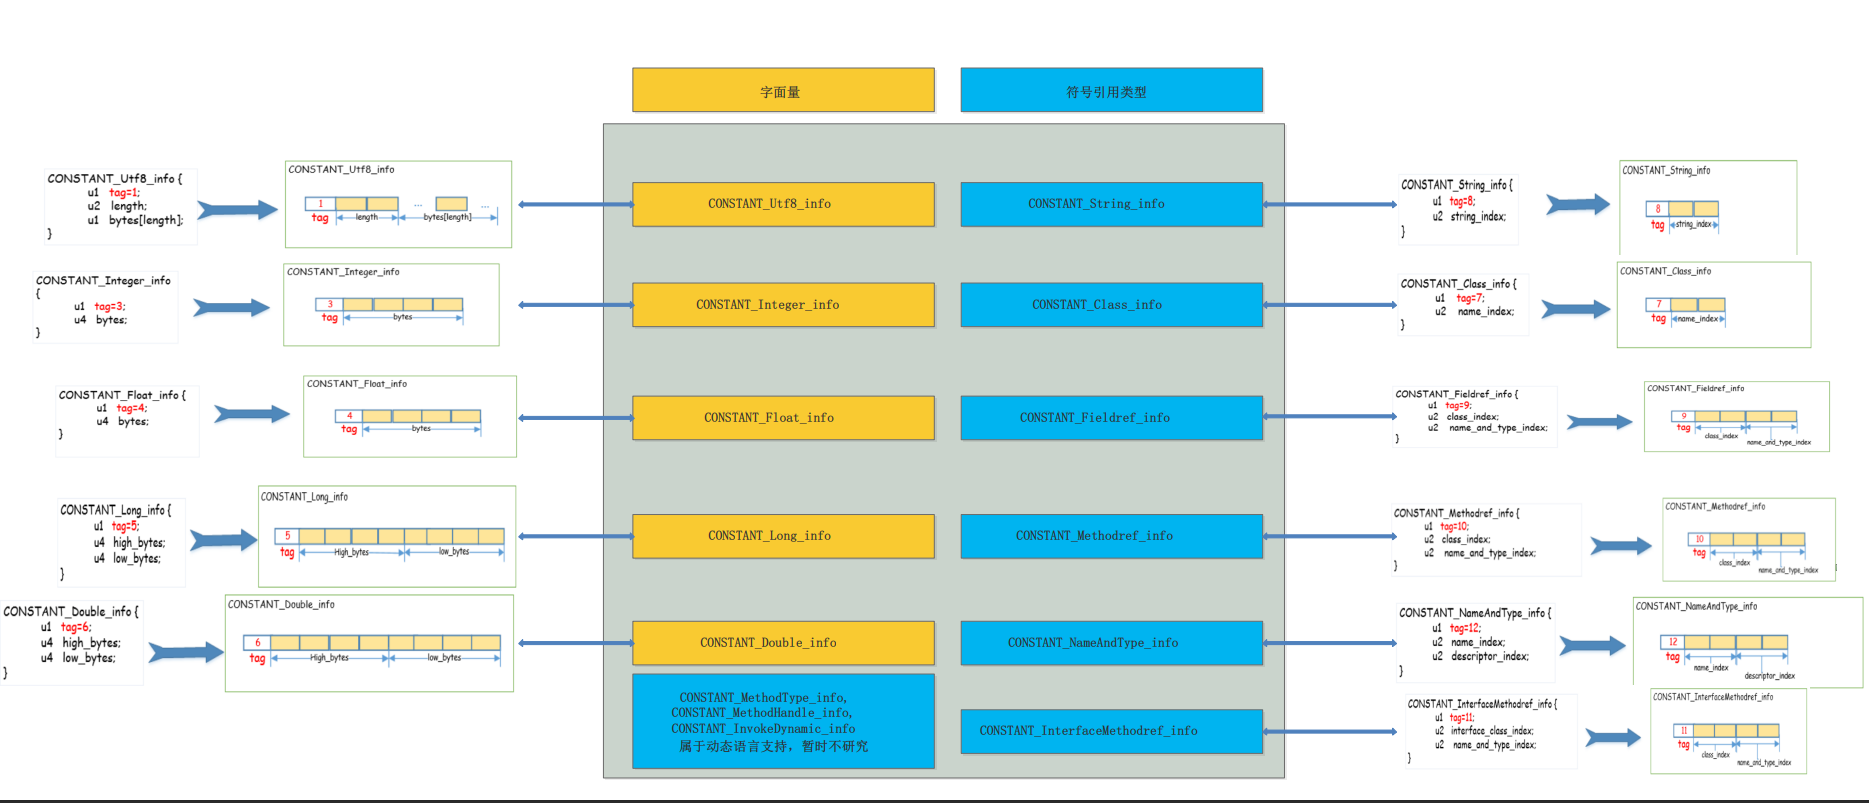 字面量
符号引用类型
CONSTANT_Utf8_info {
u1 tag=1;
u2 length;
u1 bytes[length];
}
CONSTANT_Utf8_info
1
...
...
tag
length
bytes[length]
CONSTANT_Utf8_info
CONSTANT_String_info
CONSTANT_String_info {
u1 tag=8;
u2 string_index;
}
CONSTANT_String_info
8
tag
string_index
CONSTANT_Integer_info
{
u1 tag=3;
u4 bytes;
}
CONSTANT_Integer_info
3
tag
bytes
CONSTANT_Integer_info
CONSTANT_Class_info
CONSTANT_Class_info {
u1 tag=7;
u2 name_index;
}
CONSTANT_Class_info
7
tag
name_index
CONSTANT_Float_info {
u1 tag=4;
u4 bytes;
}
CONSTANT_Float_info
4
tag
bytes
CONSTANT_Float_info
CONSTANT_Fieldref_info
CONSTANT_Fieldref_info {
u1 tag=9;
u2 class_index;
u2 name_and_type_index;
}
CONSTANT_Fieldref_info
9
tag
class_index
name_and_type_index
CONSTANT_Long_info {
u1 tag=5;
u4 high_bytes;
u4 low_bytes;
}
CONSTANT_Long_info
5
tag
High_bytes
low_bytes
CONSTANT_Long_info
CONSTANT_Methodref_info
CONSTANT_Methodref_info {
u1 tag=10;
u2 class_index;
u2 name_and_type_index;
}
CONSTANT_Methodref_info
10
tag
class_index
name_and_type_index
CONSTANT_Double_info {
u1 tag=6;
u4 high_bytes;
u4 low_bytes;
}
CONSTANT_Double_info
6
tag
High_bytes
low_bytes
CONSTANT_Double_info
CONSTANT_NameAndType_info
CONSTANT_NameAndType_info {
u1 tag=12;
u2 name_index;
u2 descriptor_index;
}
CONSTANT_NameAndType_info
12
tag
name_index
descriptor_index
CONSTANT_MethodType_info,
CONSTANT_MethodHandle_info,
CONSTANT_InvokeDynamic_info
属于动态语言支持，暂时不研究
CONSTANT_InterfaceMethodref_info
CONSTANT_InterfaceMethodref_info {
u1 tag=11;
u2 interface_class_index;
u2 name_and_type_index;
}
CONSTANT_InterfaceMethodref_info
11
tag
class_index
name_and_type_index